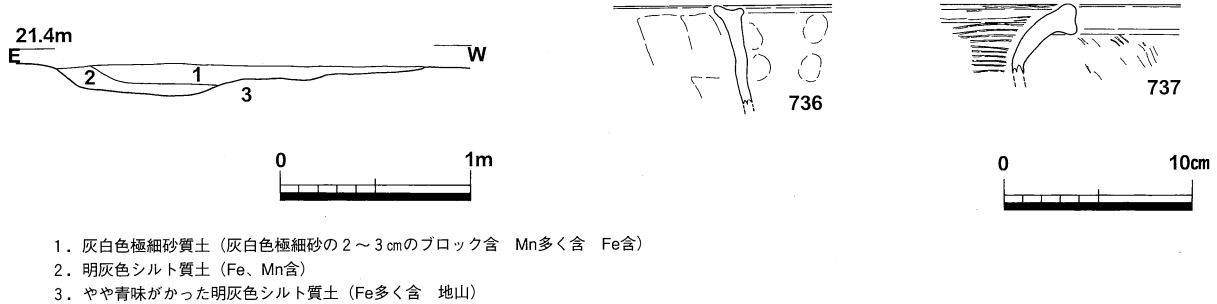 21.4m
E W
2 1
3
736
737
0 1m
0 10cm
1．灰白色極細砂質土（灰白色極細砂の2～3㎝のブロック含　Mn多く含　Fe含）
2．明灰色シルト質土（Fe、Mn含）
3．やや青味がかった明灰色シルト質土（Fe多く含　地山）